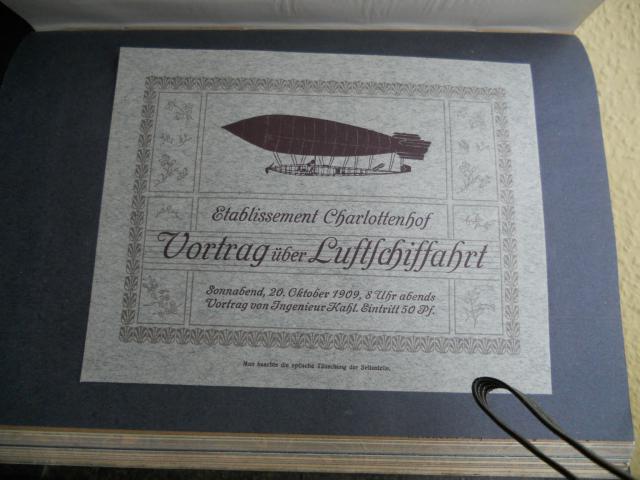 Etablissement Charlottenhof
Vortrag über Luftschiffahrt
Sonnabend, 20. Oktober 1909, 8 Uhr abends
Vortrag von Ingenieur Kahl. Eintritt 50 Pf.
Man beachte die optische Täuschung der Seitenteile.